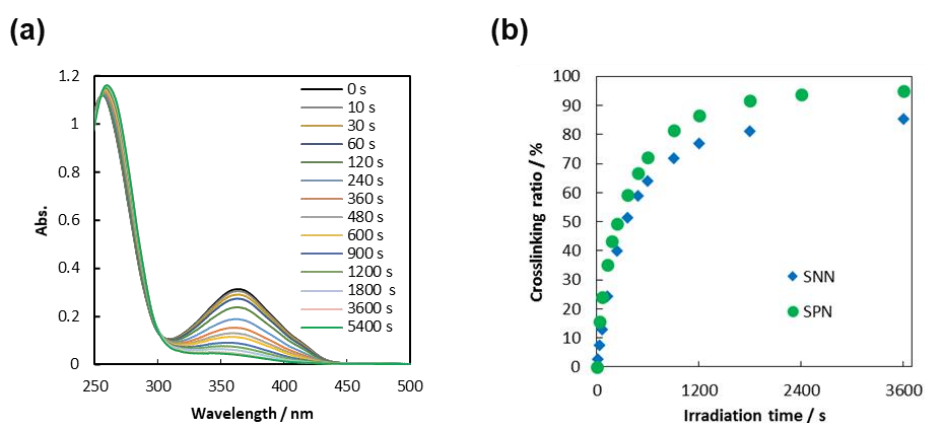 (a)
Abs.
1.2
1
0.8
0.6
0.4
0.2
0
250
300
350
400
450
500
Wavelength / nm
0 s
10 s
30 s
60 s
120 s
240 s
360 s
480 s
600 s
900 s
1200 s
1800 s
3600 s
5400 s
(b)
Crosslinking ratio / %
100
90
80
70
60
50
40
30
20
10
0
0
1200
2400
3600
Irradiation time / s
SNN
SPN